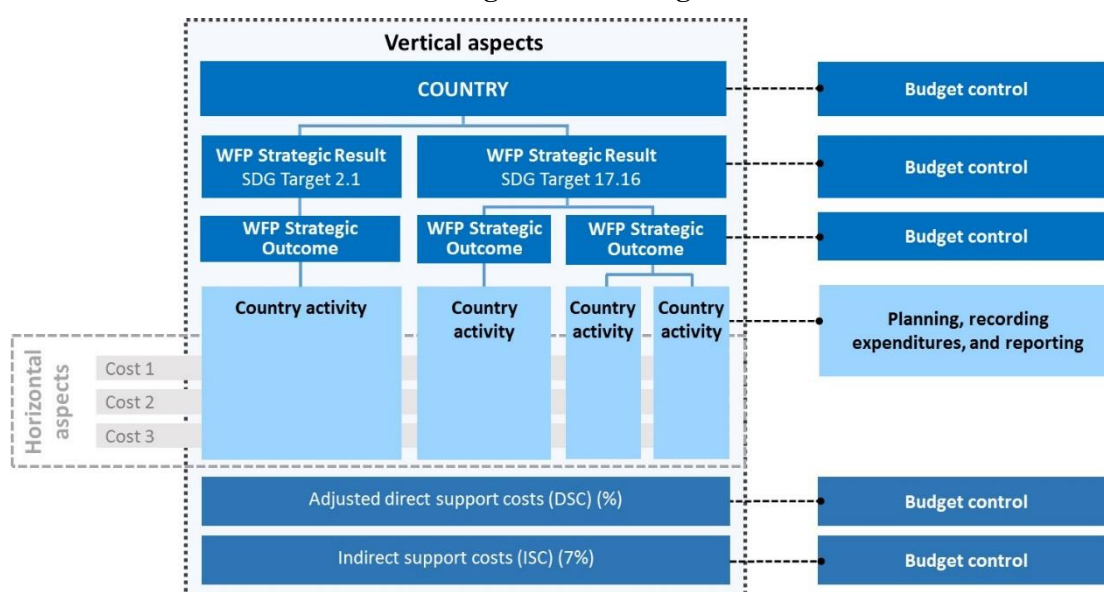 Vertical aspects
COUNTRY
Budget control
WFP Strategic Result
SDG Target 2.1
WFP Strategic Result
SDG Target 17.16
Budget control
WFP Strategic
Outcome
WFP Strategic
Outcome
WFP Strategic
Outcome
Budget control
Country activity
Country
activity
Country
activity
Country
activity
Planning, recording
expenditures, and reporting
Horizontal
aspects
Cost 1
Cost 2
Cost 3
Adjusted direct support costs (DSC) (%)
Budget control
Indirect support costs (ISC) (7%)
Budget control